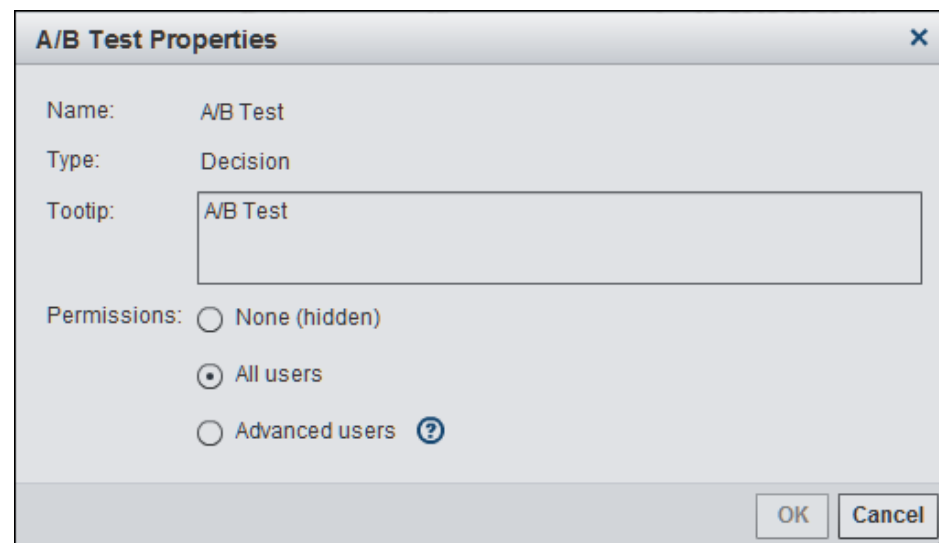 A/B Test Properties
Name: A/B Test
Type: Decision
Tootip: A/B Test
Permissions: None (hidden)
All users
Advanced users ?
OK Cancel